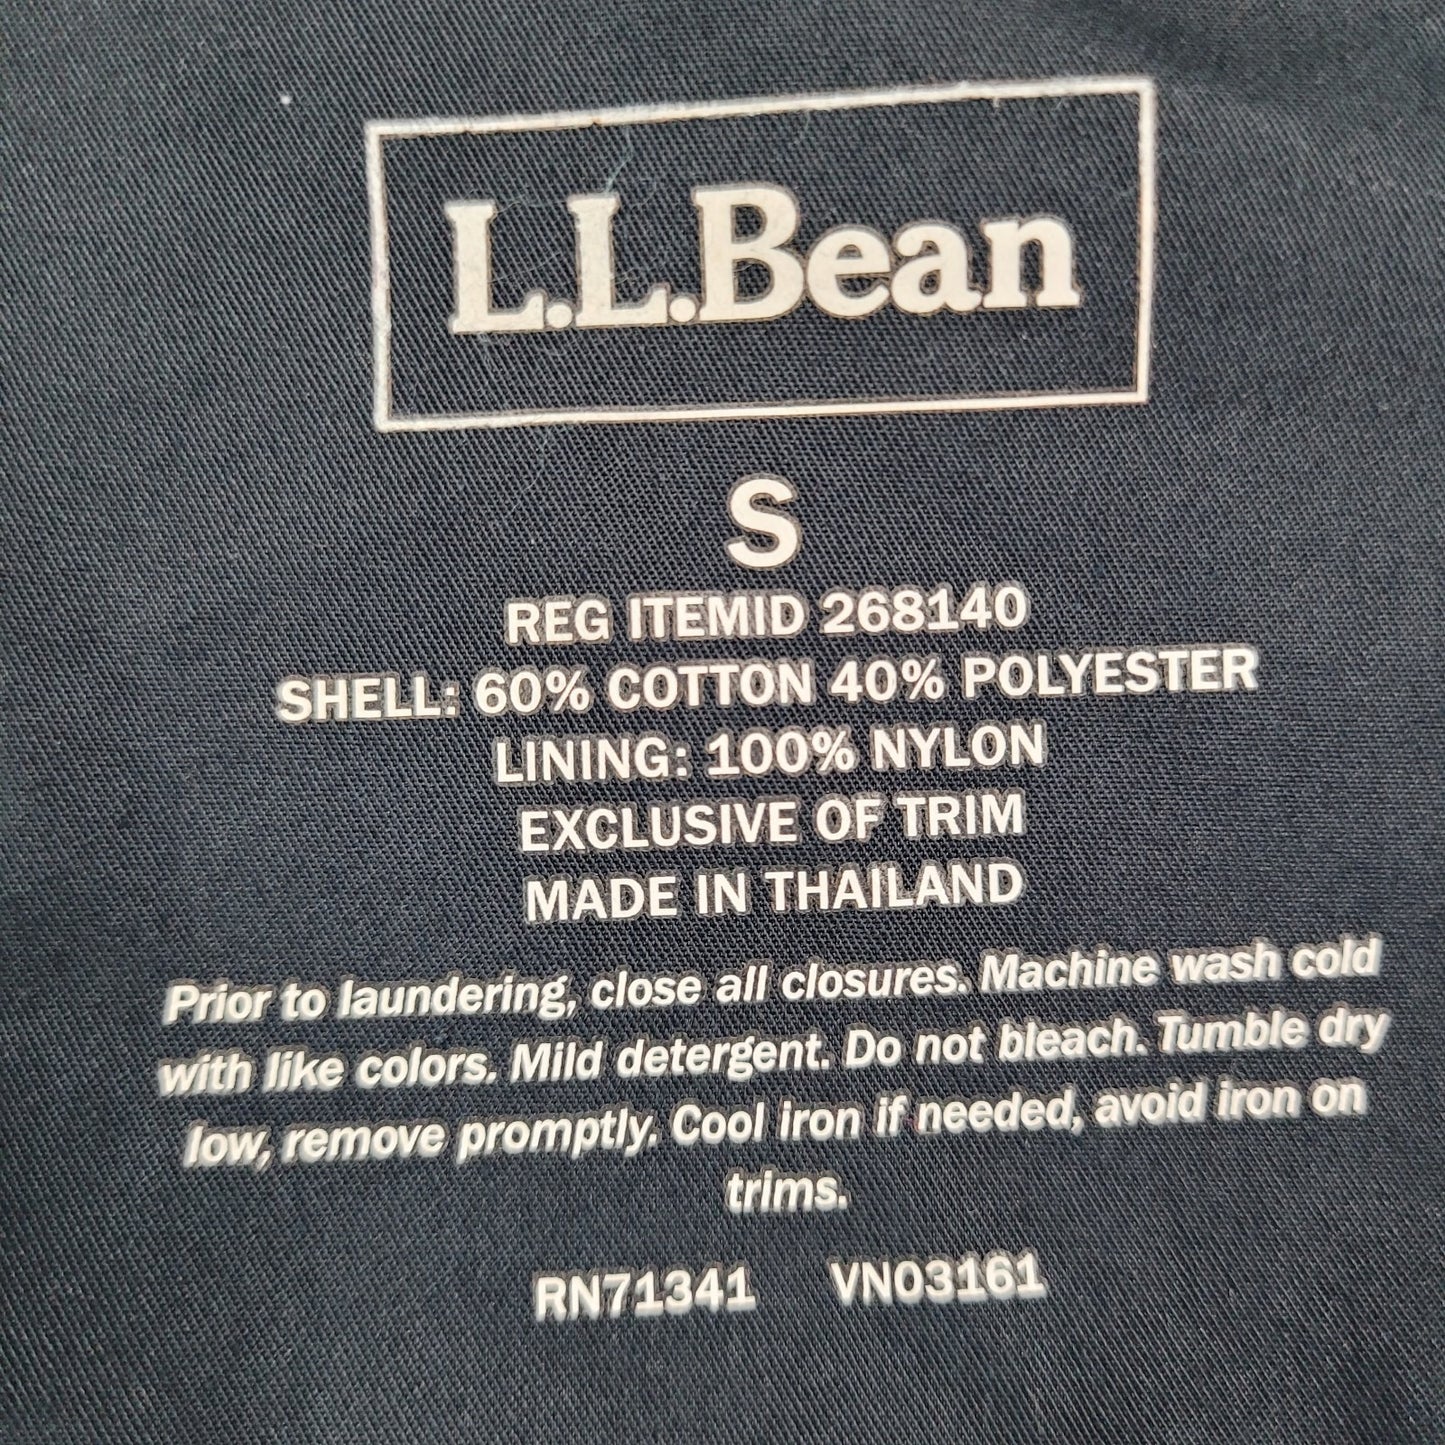 L.L.Bean
S
REG ITEMID 268140
SHELL: 60% COTTON 40% POLYESTER
LINING: 100% NYLON
EXCLUSIVE OF TRIM
MADE IN THAILAND
Prior to laundering, close all closures. Machine wash cold
with like colors. Mild detergent. Do not bleach. Tumble dry
low, remove promptly. Cool iron if needed, avoid iron on
trims.
RN71341 VN03161